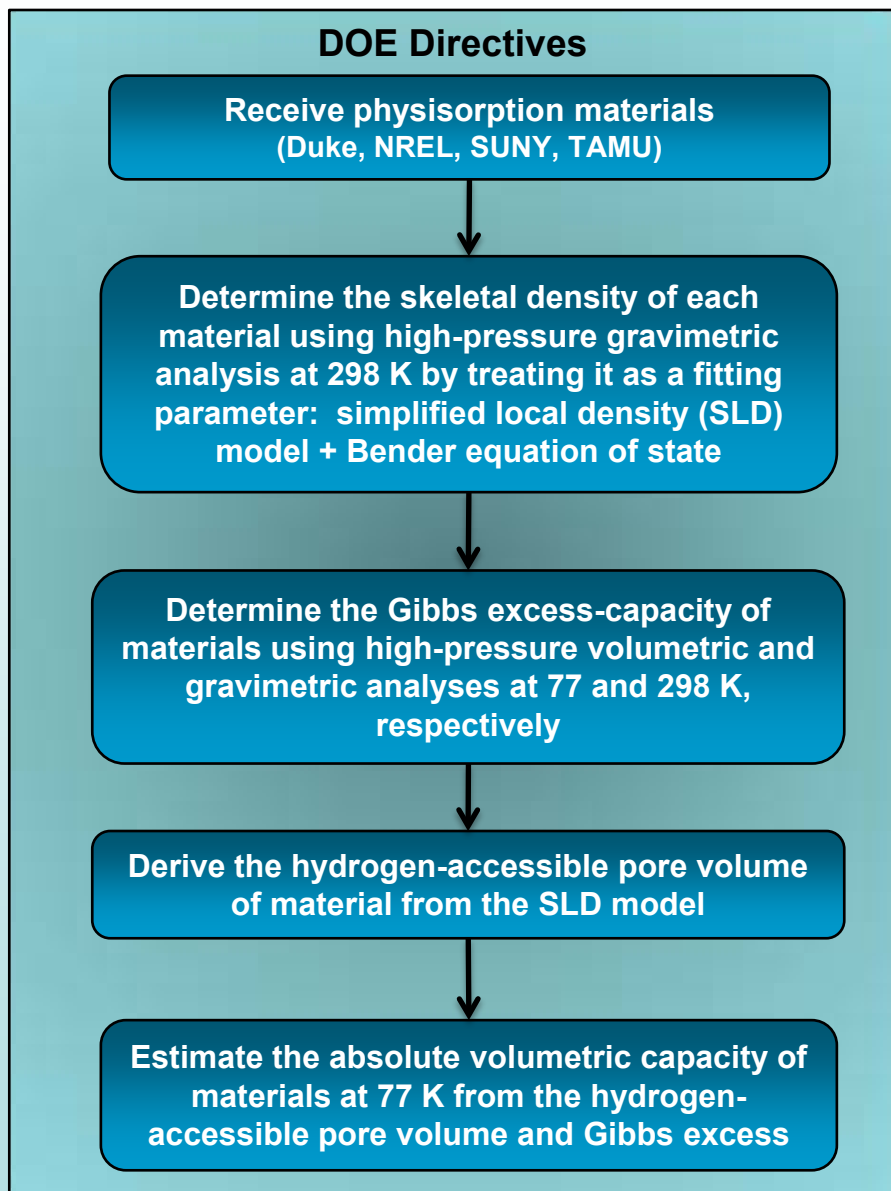 DOE Directives
Receive physisorption materials
(Duke, NREL, SUNY, TAMU)
Determine the skeletal density of each
material using high-pressure gravimetric
analysis at 298 K by treating it as a fitting
parameter:  simplified local density (SLD)
model + Bender equation of state
Determine the Gibbs excess-capacity of
materials using high-pressure volumetric and
gravimetric analyses at 77 and 298 K,
respectively
Derive the hydrogen-accessible pore volume
of material from the SLD model
Estimate the absolute volumetric capacity of
materials at 77 K from the hydrogen-
accessible pore volume and Gibbs excess